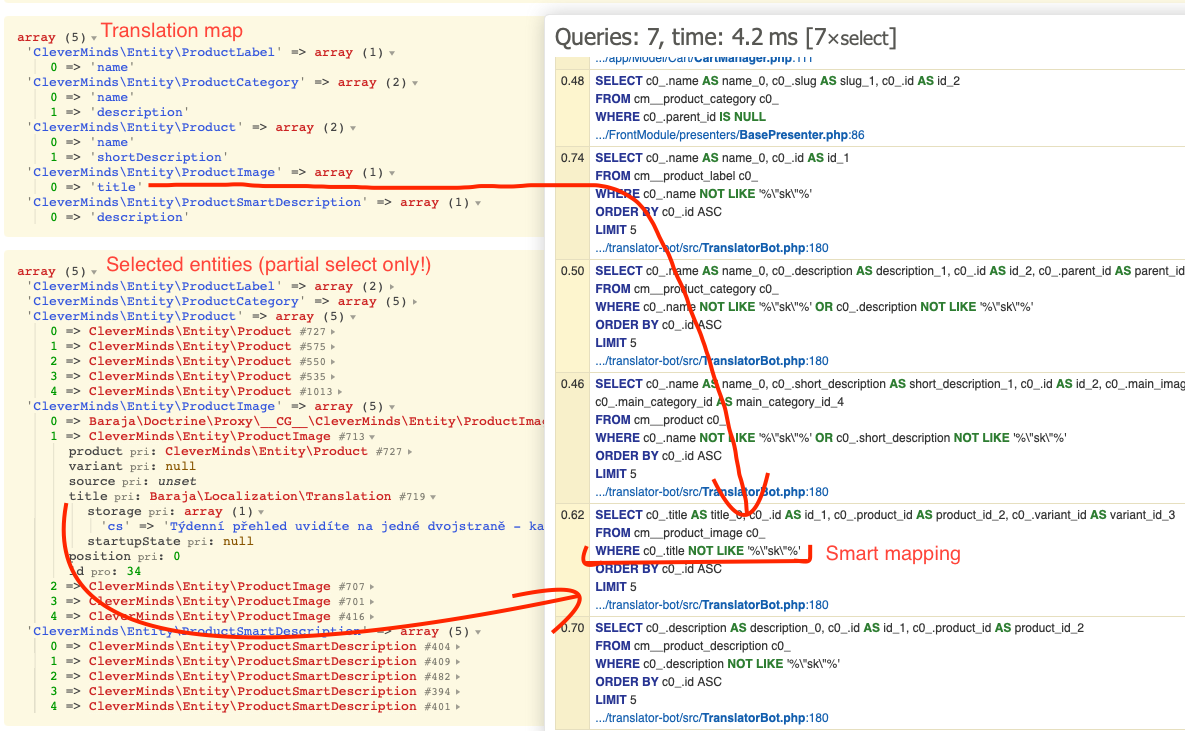 array (5) Translation map
'CleverMinds\Entity\ProductLabel' => array (1)
0 => 'name'
'CleverMinds\Entity\ProductCategory' => array (2)
0 => 'name'
1 => 'description'
'CleverMinds\Entity\Product' => array (2)
0 => 'name'
1 => 'shortDescription'
'CleverMinds\Entity\ProductImage' => array (1)
0 => 'title'
'CleverMinds\Entity\ProductSmartDescription' => array (1)
0 => 'description'
array (5) Selected entities (partial select only!)
'CleverMinds\Entity\ProductLabel' => array (2)
'CleverMinds\Entity\ProductCategory' => array (5)
'CleverMinds\Entity\Product' => array (5)
0 => CleverMinds\Entity\Product #727
1 => CleverMinds\Entity\Product #575
2 => CleverMinds\Entity\Product #550
3 => CleverMinds\Entity\Product #535
4 => CleverMinds\Entity\Product #1013
'CleverMinds\Entity\ProductImage' => array (5)
0 => Baraja\Doctrine\Proxy\__CG__\CleverMinds\Entity\ProductIma
1 => CleverMinds\Entity\ProductImage #713
product pri: CleverMinds\Entity\Product #727
variant pri: null
source pri: unset
title pri: Baraja\Localization\Translation #719
storage pri: array (1)
'cs' => 'Týdenní přehled uvidíte na jedné dvojstraně – ka
startupState pri: null
position pri: 0
id pro: 34
2 => CleverMinds\Entity\ProductImage #707
3 => CleverMinds\Entity\ProductImage #701
4 => CleverMinds\Entity\ProductImage #416
'CleverMinds\Entity\ProductSmartDescription' => array (5)
0 => CleverMinds\Entity\ProductSmartDescription #404
1 => CleverMinds\Entity\ProductSmartDescription #409
2 => CleverMinds\Entity\ProductSmartDescription #482
3 => CleverMinds\Entity\ProductSmartDescription #394
4 => CleverMinds\Entity\ProductSmartDescription #401
Queries: 7, time: 4.2 ms [7×select]
.../app/Model/Cart/CartManager.php:111
0.48 SELECT c0_.name AS name_0, c0_.slug AS slug_1, c0_.id AS id_2
FROM cm__product_category c0_
WHERE c0_.parent_id IS NULL
.../FrontModule/presenters/BasePresenter.php:86
0.74 SELECT c0_.name AS name_0, c0_.id AS id_1
FROM cm__product_label c0_
WHERE c0_.name NOT LIKE '%\"sk\"%'
ORDER BY c0_.id ASC
LIMIT 5
.../translator-bot/src/TranslatorBot.php:180
0.50 SELECT c0_.name AS name_0, c0_.description AS description_1, c0_.id AS id_2, c0_.parent_id AS parent_id
FROM cm__product_category c0_
WHERE c0_.name NOT LIKE '%\"sk\"%' OR c0_.description NOT LIKE '%\"sk\"%'
ORDER BY c0_.id ASC
LIMIT 5
.../translator-bot/src/TranslatorBot.php:180
0.46 SELECT c0_.name AS name_0, c0_.short_description AS short_description_1, c0_.id AS id_2, c0_.main_imag
c0_.main_category_id AS main_category_id_4
FROM cm__product c0_
WHERE c0_.name NOT LIKE '%\"sk\"%' OR c0_.short_description NOT LIKE '%\"sk\"%'
ORDER BY c0_.id ASC
LIMIT 5
.../translator-bot/src/TranslatorBot.php:180
0.62 SELECT c0_.title AS title_0, c0_.id AS id_1, c0_.product_id AS product_id_2, c0_.variant_id AS variant_id_3
FROM cm__product_image c0_
WHERE c0_.title NOT LIKE '%\"sk\"%' Smart mapping
ORDER BY c0_.id ASC
LIMIT 5
.../translator-bot/src/TranslatorBot.php:180
0.70 SELECT c0_.description AS description_0, c0_.id AS id_1, c0_.product_id AS product_id_2
FROM cm__product_description c0_
WHERE c0_.description NOT LIKE '%\"sk\"%'
ORDER BY c0_.id ASC
LIMIT 5
.../translator-bot/src/TranslatorBot.php:180